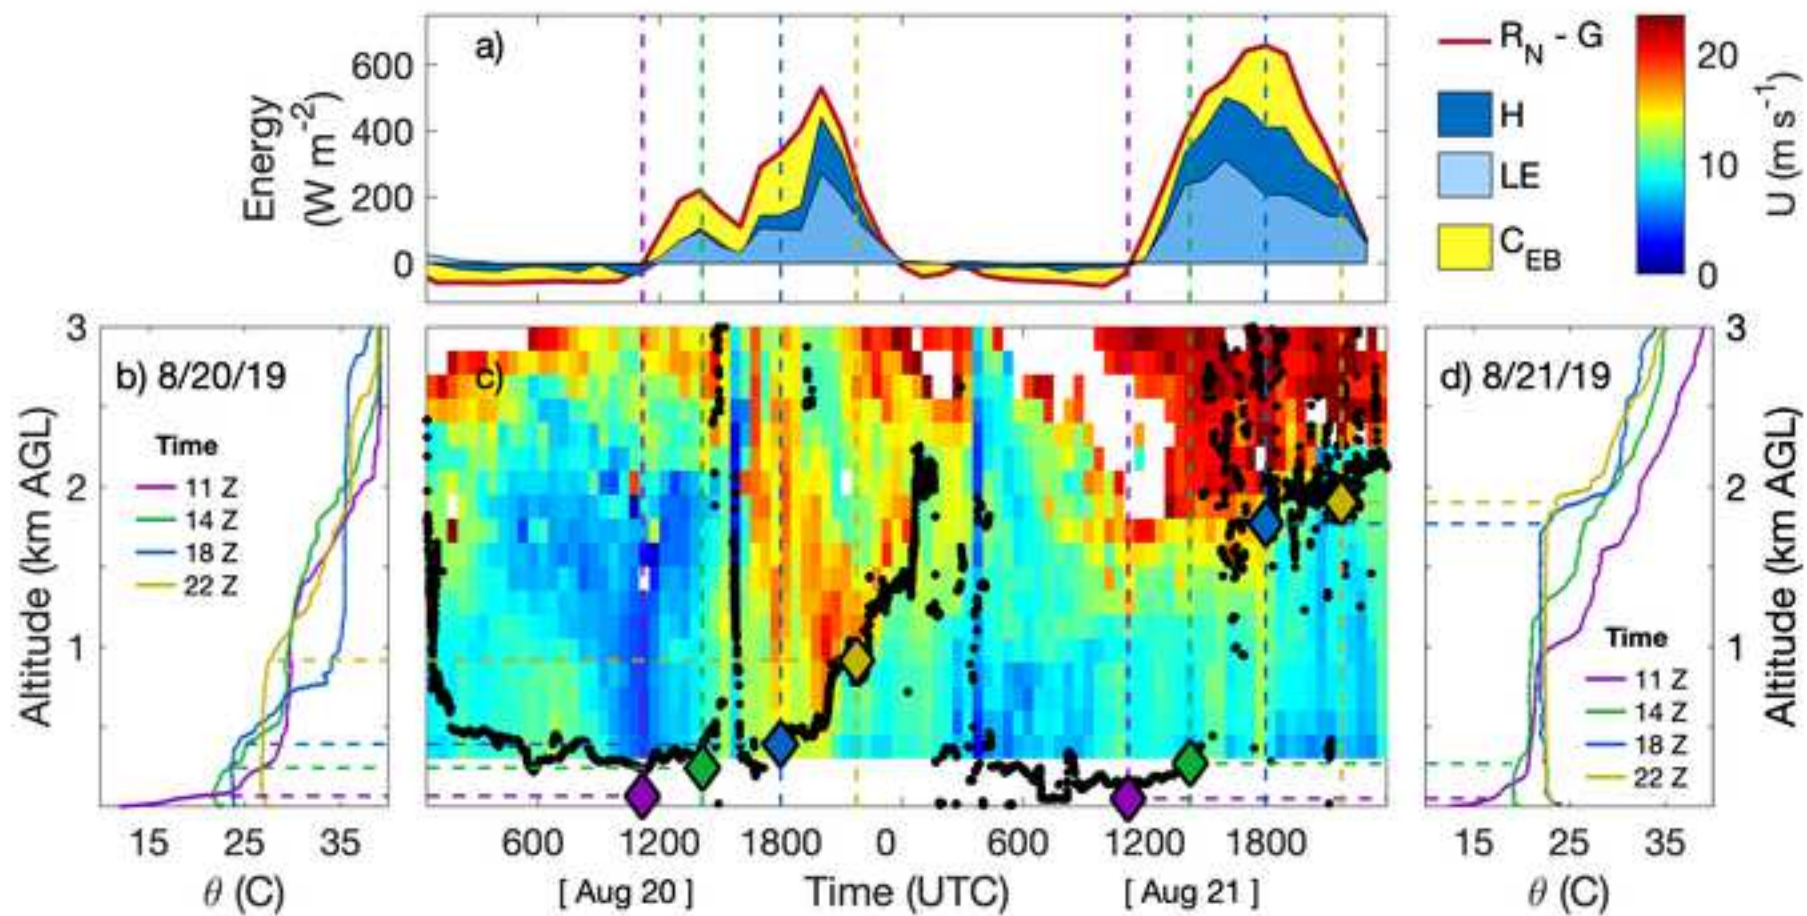 a)
Energy
(W m-2)
600
400
200
0
RN - G
H
LE
CEB
20
10
0
U (m s-1)
b) 8/20/19
Altitude (km AGL)
3
2
1
Time
11 Z
14 Z
18 Z
22 Z
15 25 35
θ (C)
c)
600 1200 1800 0 600 1200 1800
[ Aug 20 ] Time (UTC) [ Aug 21 ]
d) 8/21/19
3
2
1
Altitude (km AGL)
Time
11 Z
14 Z
18 Z
22 Z
15 25 35
θ (C)